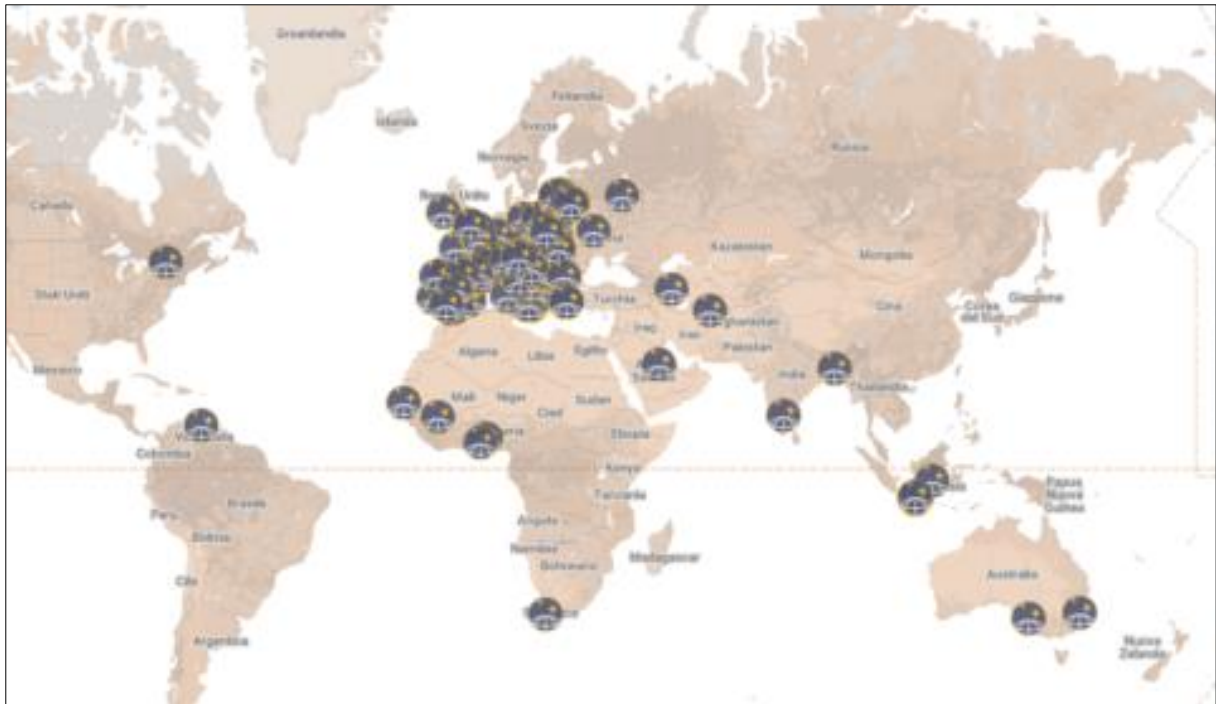 Groenlandia
Islanda
Finlandia
Svezia
Norvegia
Russia
Canada
Kazakistan
Mongolia
Stati Uniti
Turchia
Cina
Giappone
Corea
del Sud
Iraq
Iran
Afghanistan
Pakistan
Algeria
Libia
Egitto
Messico
India
Thailandia
Mali
Niger
Ciad
Sudan
Etiopia
Venezuela
Colombia
Kenya
Tanzania
Papua
Nuova
Guinea
Brasile
Perù
Bolivia
Angola
Namibia
Botswana
Madagascar
Australia
Cile
Argentina
Nuova
Zelanda